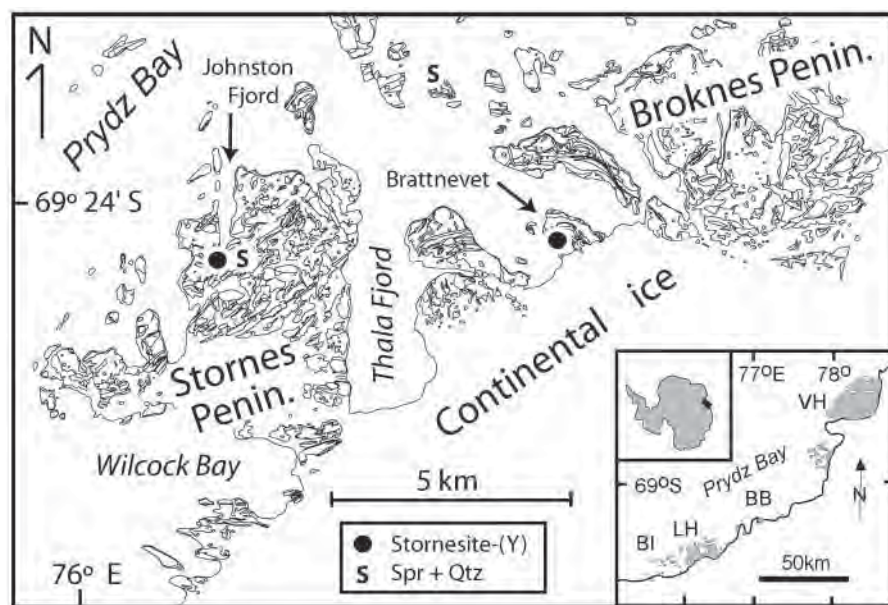 N
Prydz Bay
Johnston
Fjord
S
Broknes Penin.
Brattnevet
69° 24' S
S
Thala Fjord
Continental ice
Stornes
Penin.
Wilcock Bay
5 km
76° E
● Stornesite-(Y)
S Spr + Qtz
77°E 78°
VH
Prydz Bay
69°S
BB
N
LH
BI
50km